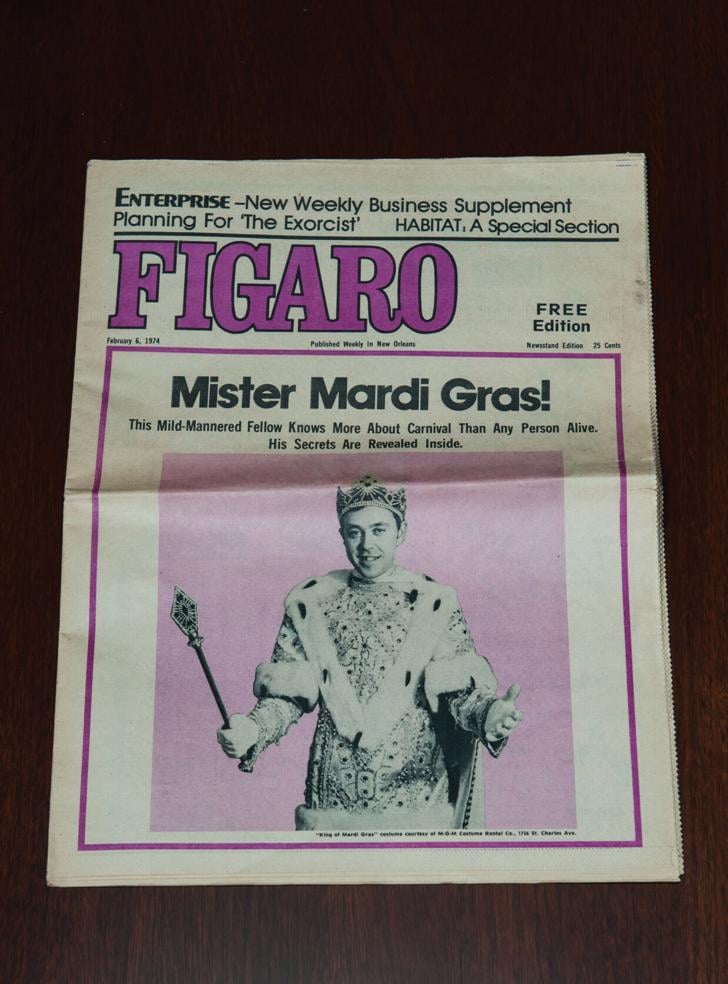 ENTERPRISE –New Weekly Business Supplement
Planning For 'The Exorcist' HABITAT: A Special Section
FIGARO
FREE
Edition
February 6, 1974 Published Weekly In New Orleans Newsstand Edition 25 Cents
Mister Mardi Gras!
This Mild-Mannered Fellow Knows More About Carnival Than Any Person Alive.
His Secrets Are Revealed Inside.
"King of Mardi Gras" costume courtesy of M-G-M Costume Rental Co., 1736 St. Charles Ave.